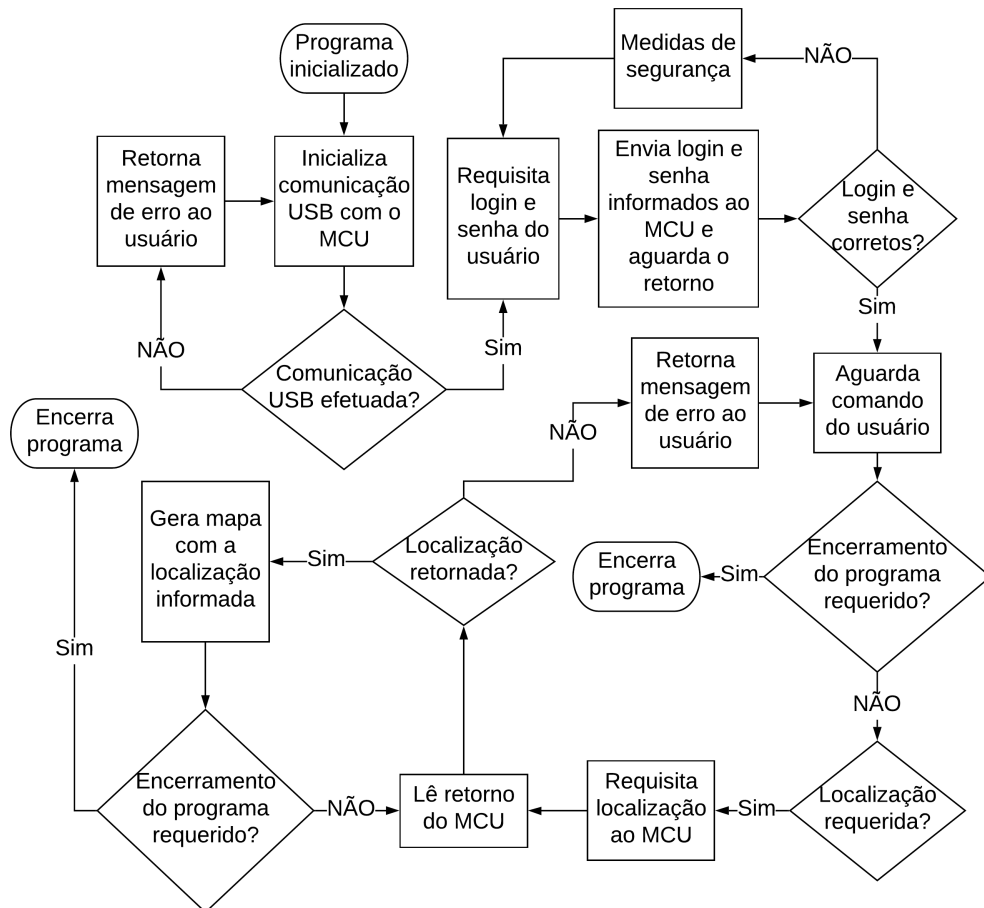 Programa
inicializado
Medidas de
segurança
NÃO
Retorna
mensagem
de erro ao
usuário
Inicializa
comunicação
USB com o
MCU
Requisita
login e
senha do
usuário
Envia login e
senha
informados ao
MCU e
aguarda o
retorno
Login e
senha
corretos?
NÃO
Comunicação
USB efetuada?
Sim
Sim
Retorna
mensagem
de erro ao
usuário
Aguarda
comando
do usuário
Encerra
programa
NÃO
Gera mapa
com a
localização
informada
Sim
Localização
retornada?
Encerra
programa
Sim
Encerramento
do programa
requerido?
Sim
NÃO
Encerramento
do programa
requerido?
NÃO
Lê retorno
do MCU
Requisita
localização
ao MCU
Sim
Localização
requerida?